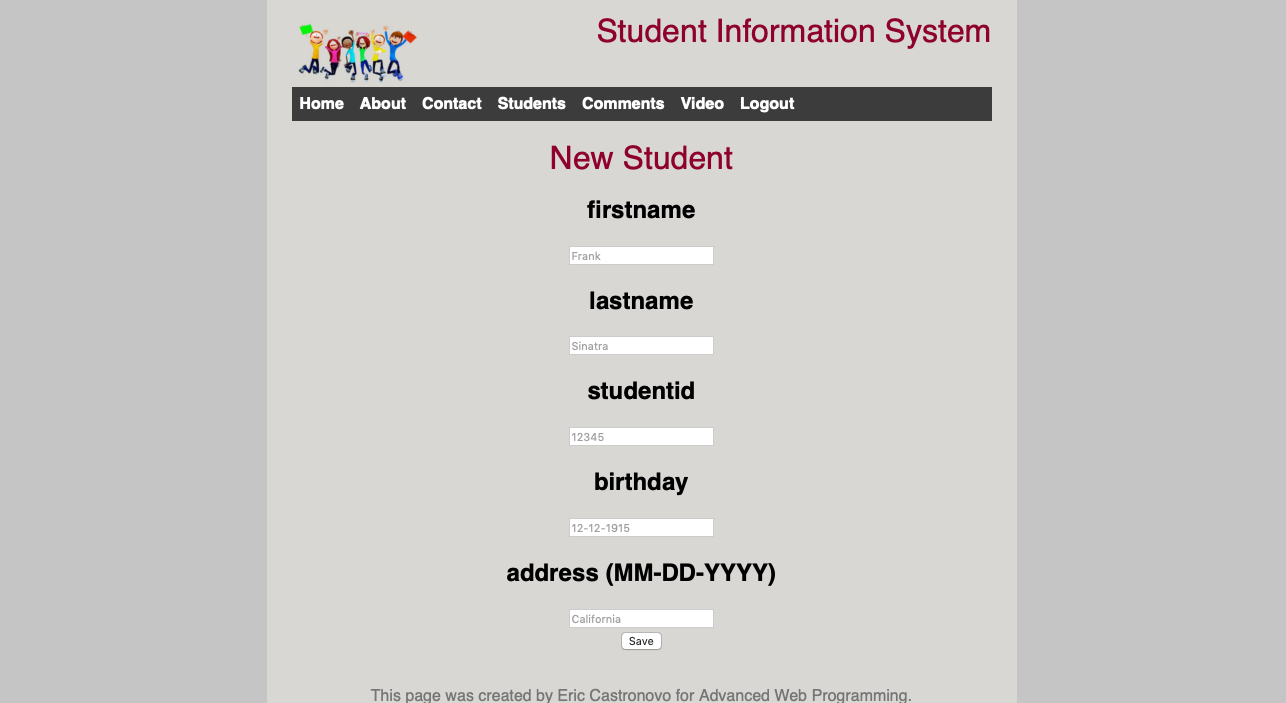 Student Information System
Home About Contact Students Comments Video Logout
New Student
firstname
Frank
lastname
Sinatra
studentid
12345
birthday
12-12-1915
address (MM-DD-YYYY)
California
Save
This page was created by Eric Castronovo for Advanced Web Programming.